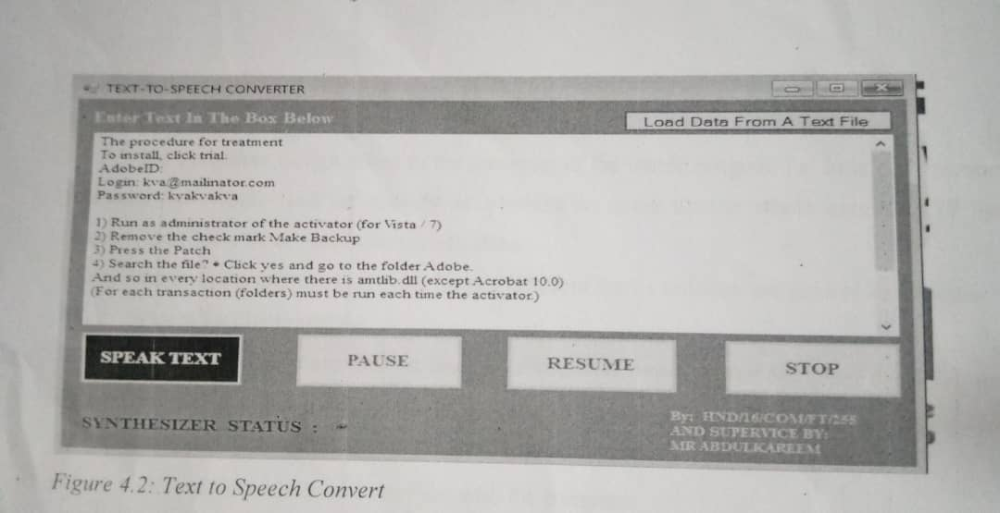 TEXT-TO-SPEECH CONVERTER
Enter Text In The Box Below
Load Data From A Text File
The procedure for treatment
To install, click trial.
AdobeID:
Login: kva@mailinator.com
Password: kvakvakva
1) Run as administrator of the activator (for Vista / 7)
2) Remove the check mark Make Backup
3) Press the Patch
4) Search the file? • Click yes and go to the folder Adobe.
And so in every location where there is amtlib.dll (except Acrobat 10.0)
(For each transaction (folders) must be run each time the activator.)
SPEAK TEXT
PAUSE
RESUME
STOP
SYNTHESIZER STATUS :
By: HND/16/COM/FT/255
AND SUPERVICE BY:
MR ABDULKAREEM
Figure 4.2: Text to Speech Convert